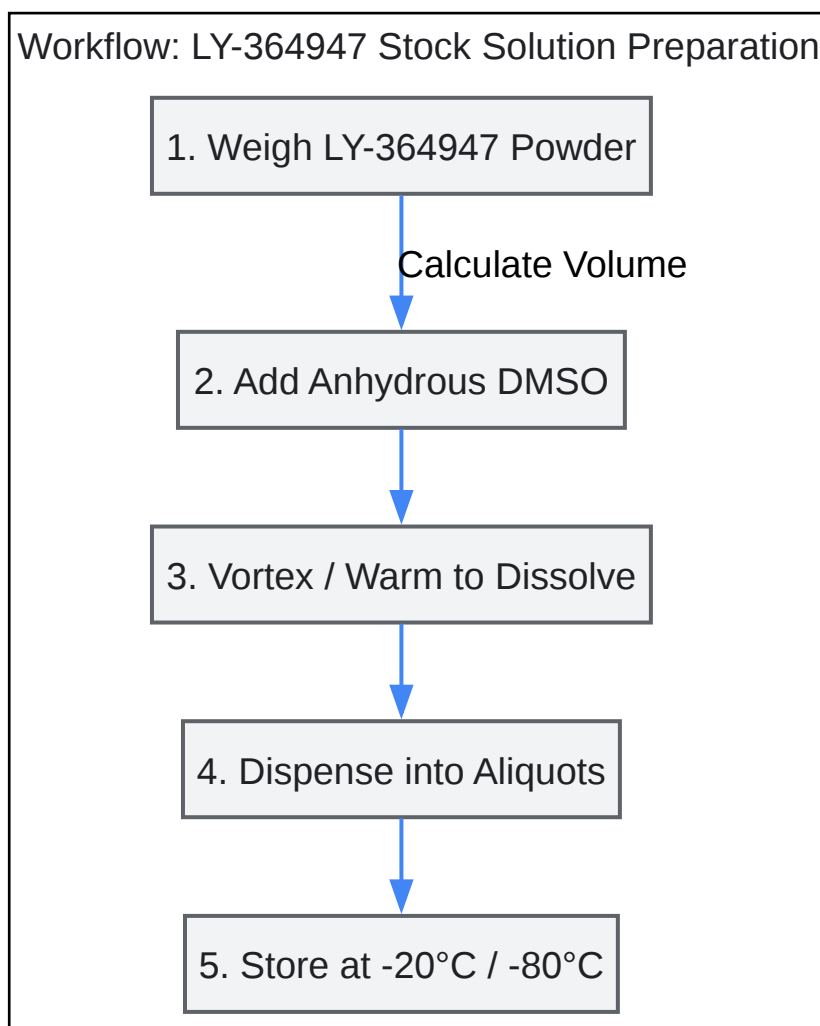 Workflow: LY-364947 Stock Solution Preparation
1. Weigh LY-364947 Powder
Calculate Volume
2. Add Anhydrous DMSO
3. Vortex / Warm to Dissolve
4. Dispense into Aliquots
5. Store at -20°C / -80°C